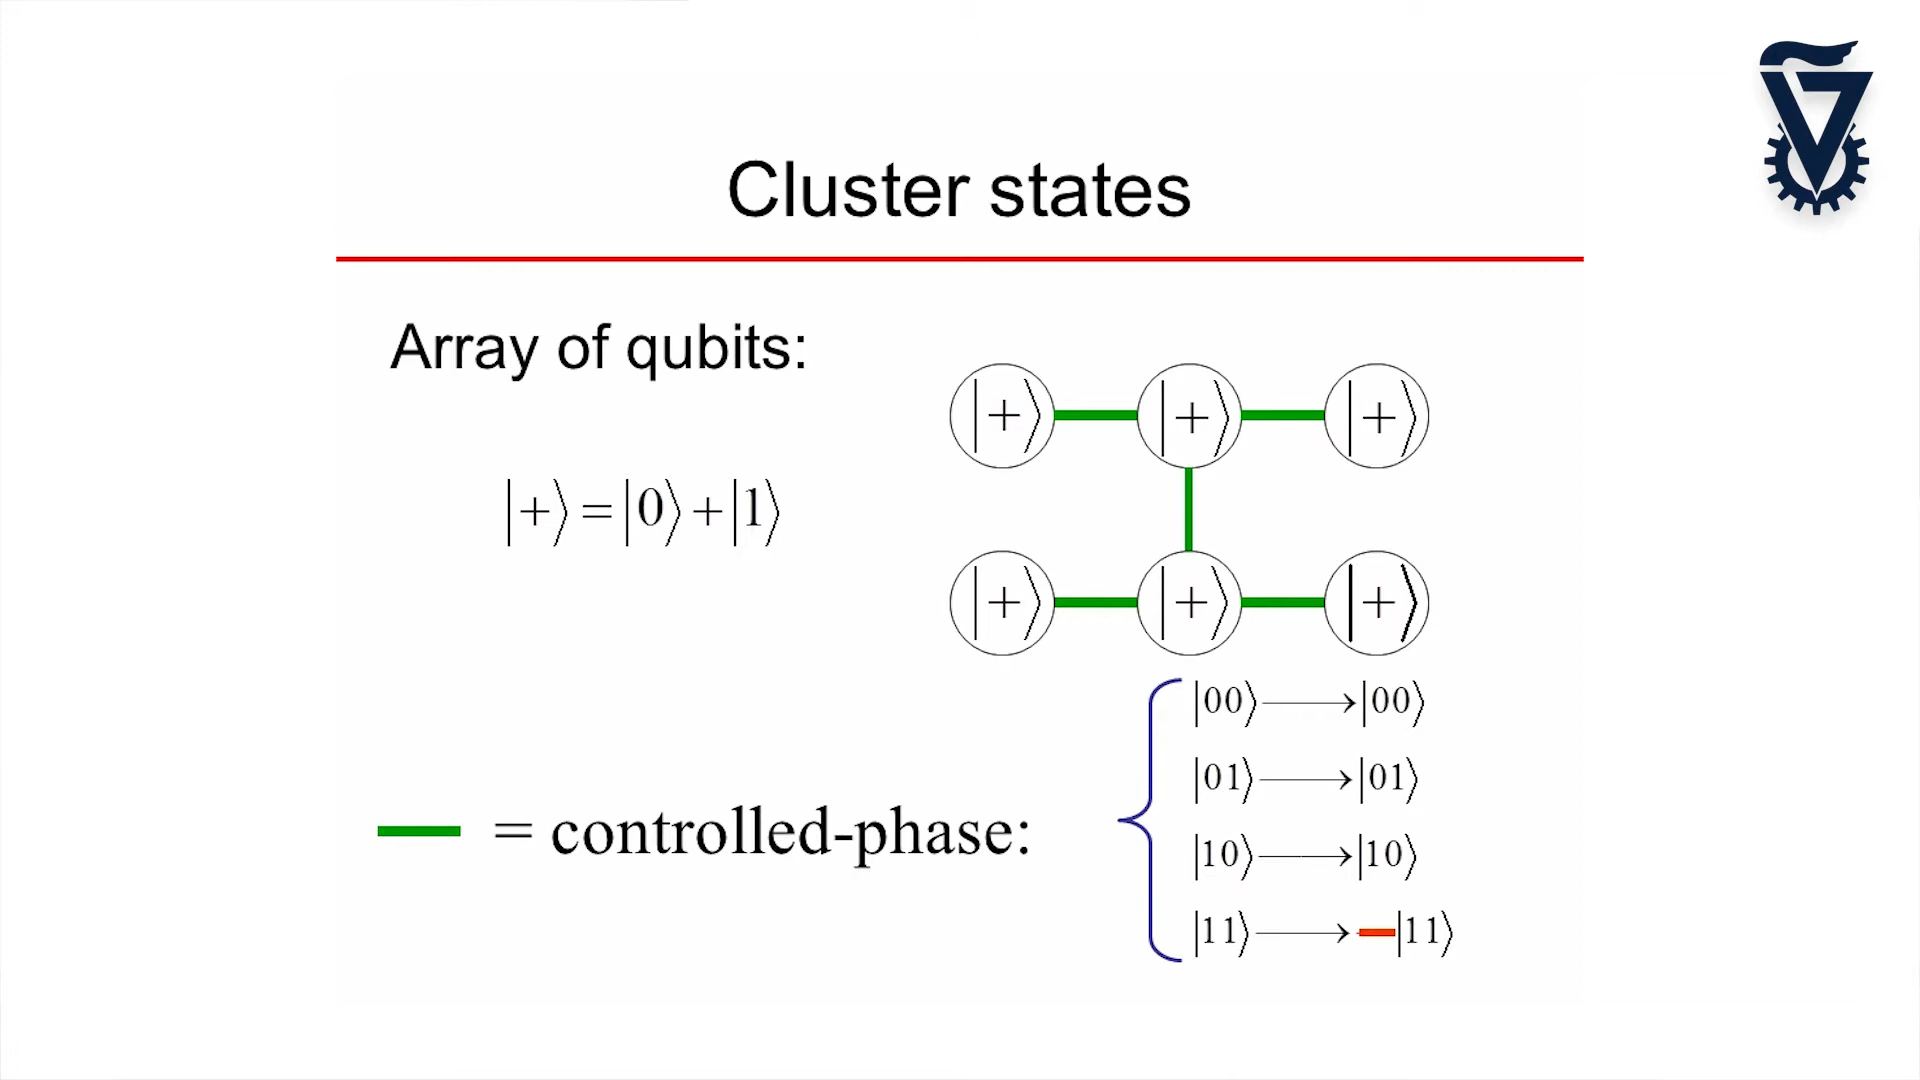 Cluster states
Array of qubits:
|+⟩ |+⟩ |+⟩
|+⟩=|0⟩+|1⟩
|+⟩ |+⟩ |+⟩
|00⟩⟶|00⟩
|01⟩⟶|01⟩
= controlled-phase:
|10⟩⟶|10⟩
|11⟩⟶−|11⟩